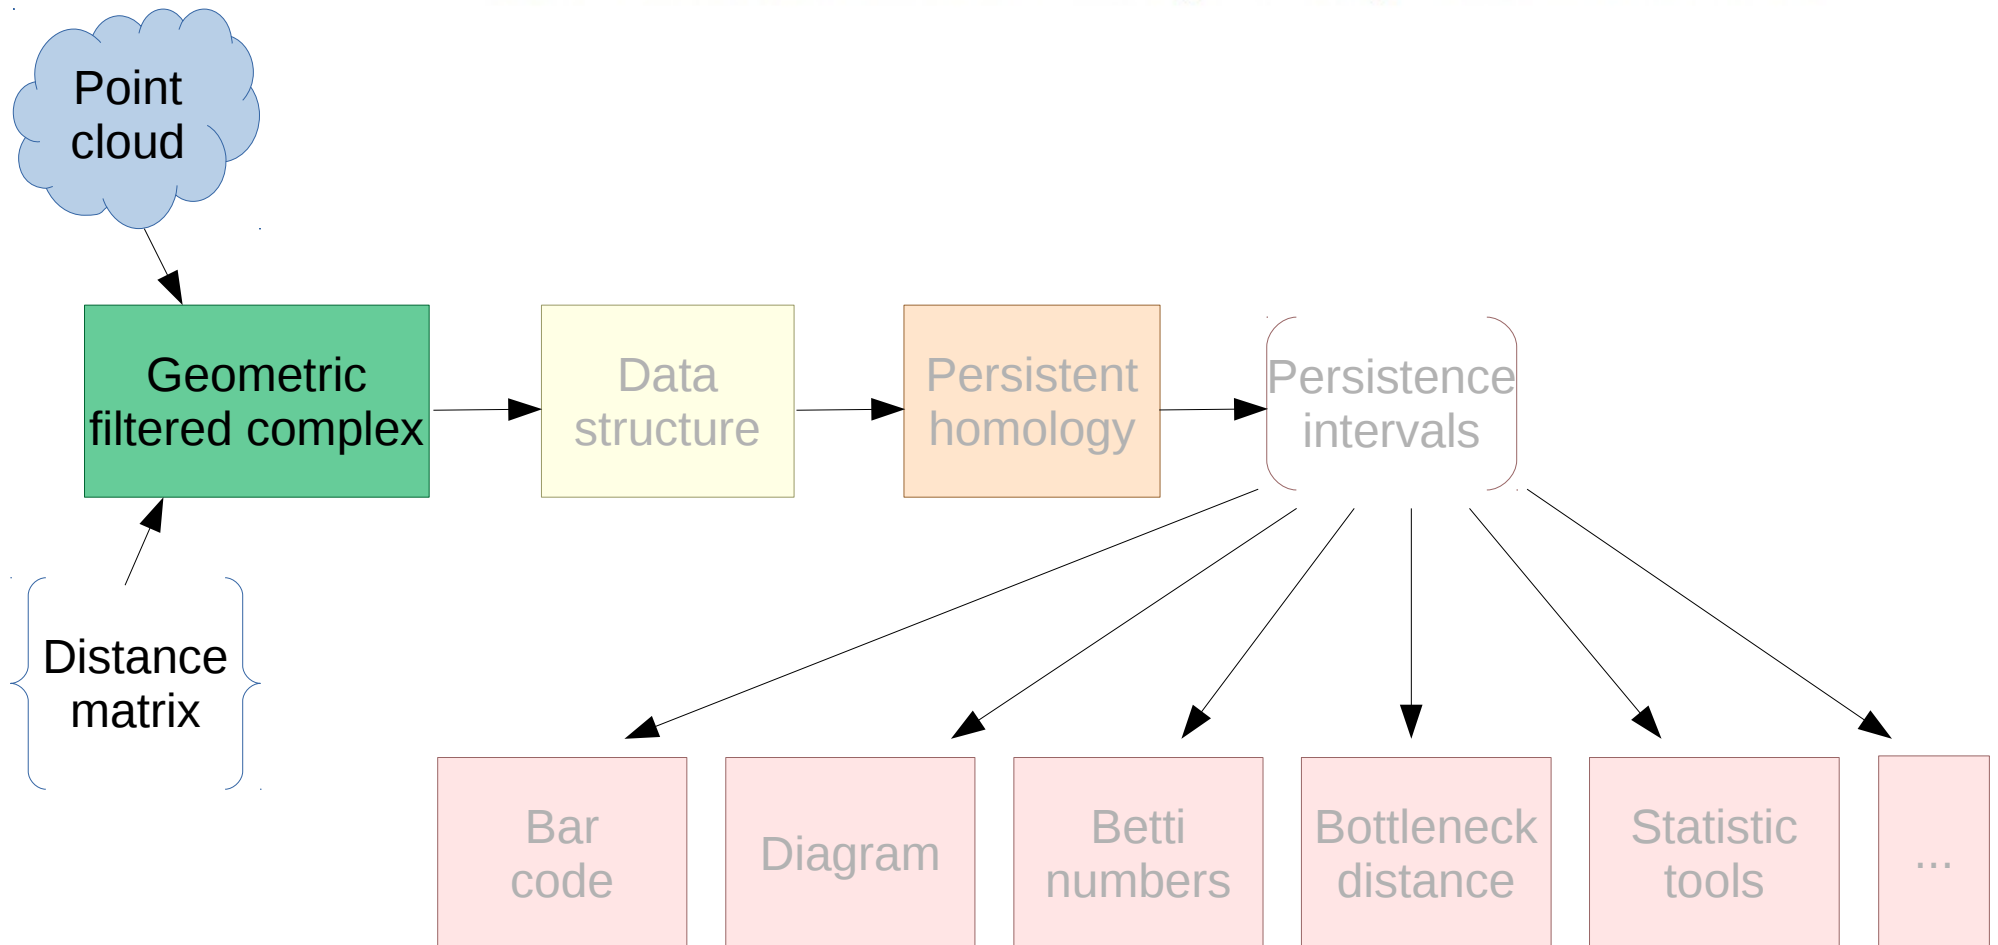 Point
cloud
Geometric
filtered complex
Data
structure
Persistent
homology
Persistence
intervals
Distance
matrix
Bar
code
Diagram
Betti
numbers
Bottleneck
distance
Statistic
tools
...